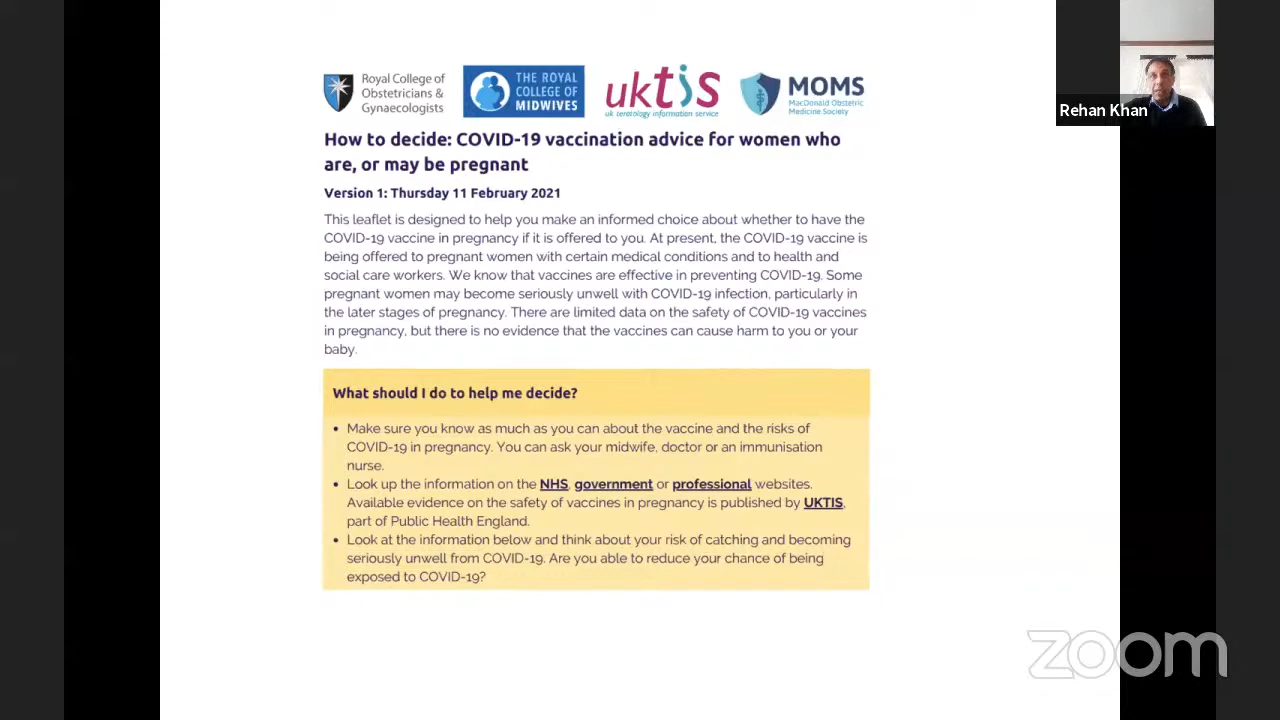 Royal College of
Obstetricians &
Gynaecologists
THE ROYAL
COLLEGE OF
MIDWIVES
uktis
uk teratology information service
MOMS
MacDonald Obstetric
Medicine Society
Rehan Khan
How to decide: COVID-19 vaccination advice for women who
are, or may be pregnant
Version 1: Thursday 11 February 2021
This leaflet is designed to help you make an informed choice about whether to have the
COVID-19 vaccine in pregnancy if it is offered to you. At present, the COVID-19 vaccine is
being offered to pregnant women with certain medical conditions and to health and
social care workers. We know that vaccines are effective in preventing COVID-19. Some
pregnant women may become seriously unwell with COVID-19 infection, particularly in
the later stages of pregnancy. There are limited data on the safety of COVID-19 vaccines
in pregnancy, but there is no evidence that the vaccines can cause harm to you or your
baby.
What should I do to help me decide?
• Make sure you know as much as you can about the vaccine and the risks of
COVID-19 in pregnancy. You can ask your midwife, doctor or an immunisation
nurse.
• Look up the information on the NHS, government or professional websites.
Available evidence on the safety of vaccines in pregnancy is published by UKTIS,
part of Public Health England.
• Look at the information below and think about your risk of catching and becoming
seriously unwell from COVID-19. Are you able to reduce your chance of being
exposed to COVID-19?
zoom